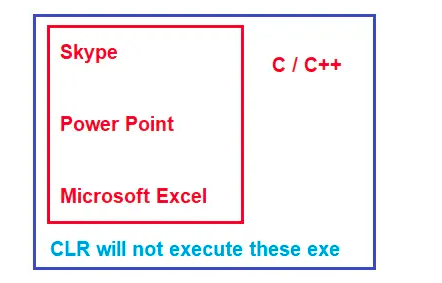 Skype
C / C++
Power Point
Microsoft Excel
CLR will not execute these exe